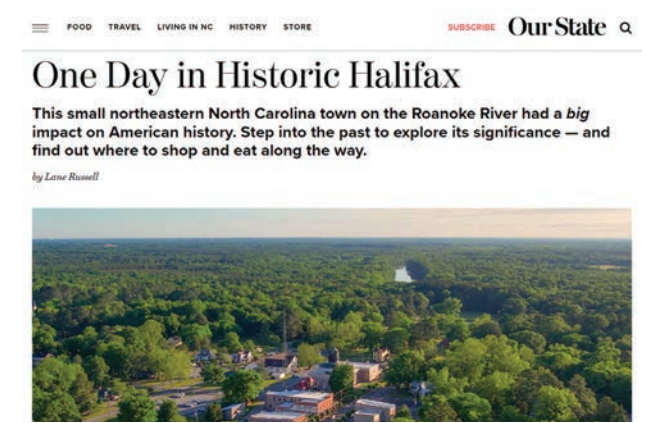 FOOD TRAVEL LIVING IN NC HISTORY STORE SUBSCRIBE Our State
One Day in Historic Halifax
This small northeastern North Carolina town on the Roanoke River had a big
impact on American history. Step into the past to explore its significance — and
find out where to shop and eat along the way.
by Lane Russell